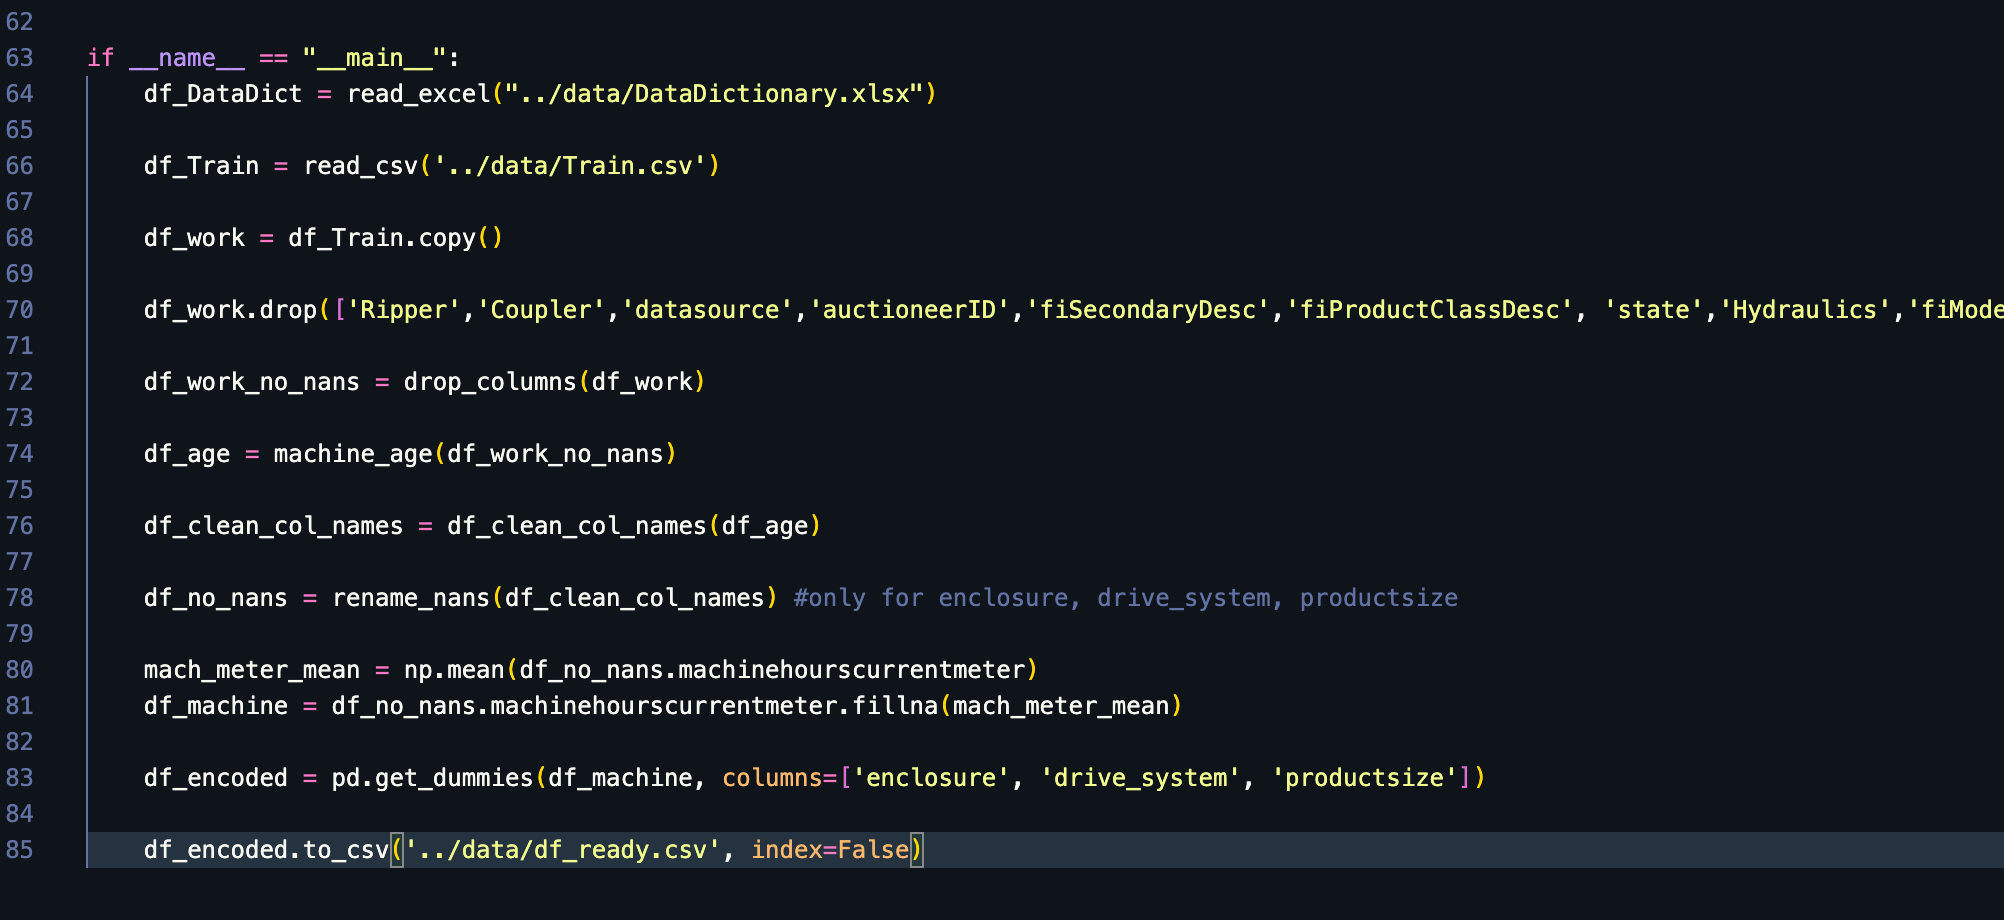 62
63 if __name__ == "__main__":
64 df_DataDict = read_excel("../data/DataDictionary.xlsx")
65
66 df_Train = read_csv('../data/Train.csv')
67
68 df_work = df_Train.copy()
69
70 df_work.drop(['Ripper','Coupler','datasource','auctioneerID','fiSecondaryDesc','fiProductClassDesc', 'state','Hydraulics','fiMode
71
72 df_work_no_nans = drop_columns(df_work)
73
74 df_age = machine_age(df_work_no_nans)
75
76 df_clean_col_names = df_clean_col_names(df_age)
77
78 df_no_nans = rename_nans(df_clean_col_names) #only for enclosure, drive_system, productsize
79
80 mach_meter_mean = np.mean(df_no_nans.machinehourscurrentmeter)
81 df_machine = df_no_nans.machinehourscurrentmeter.fillna(mach_meter_mean)
82
83 df_encoded = pd.get_dummies(df_machine, columns=['enclosure', 'drive_system', 'productsize'])
84
85 df_encoded.to_csv('../data/df_ready.csv', index=False)